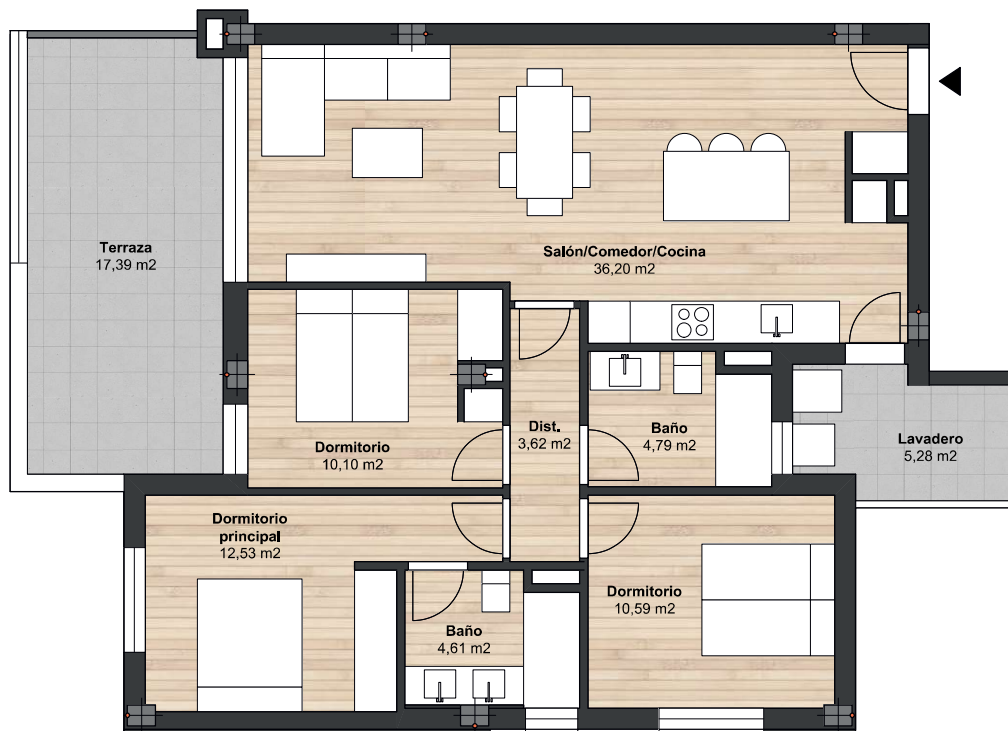 Terraza
17,39 m2
Salón/Comedor/Cocina
36,20 m2
Dormitorio
10,10 m2
Dist.
3,62 m2
Baño
4,79 m2
Lavadero
5,28 m2
Dormitorio
principal
12,53 m2
Baño
4,61 m2
Dormitorio
10,59 m2